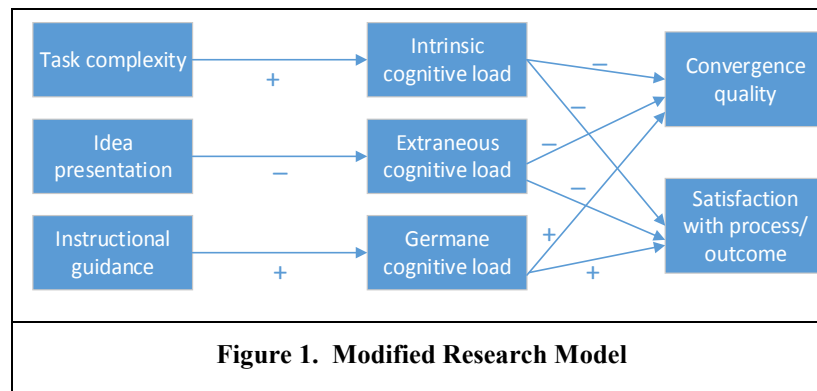 Task complexity
+
Intrinsic
cognitive load
–
–
Convergence
quality
Idea
presentation
–
Extraneous
cognitive load
–
–
Satisfaction
with process/
outcome
Instructional
guidance
+
Germane
cognitive load
+
+
Figure 1. Modified Research Model